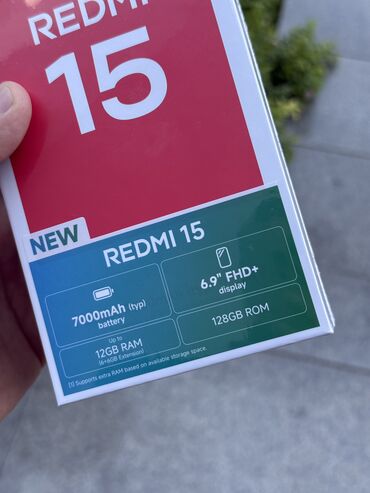 REDMI
15
NEW
REDMI 15
7000mAh (typ)
battery
6.9" FHD+
display
Up to
12GB RAM
(6+6GB Extension)
128GB ROM
[1] Supports extra RAM based on available storage space.